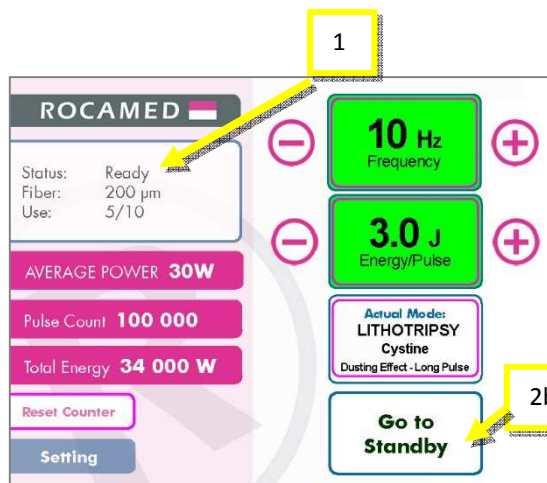 1
ROCAMED
Status: Ready
Fiber: 200 µm
Use: 5/10
AVERAGE POWER 30W
Pulse Count 100 000
Total Energy 34 000 W
Reset Counter
Setting
10 Hz
Frequency
3.0 J
Energy/Pulse
Actual Mode:
LITHOTRIPSY
Cystine
Dusting Effect - Long Pulse
2b
Go to
Standby